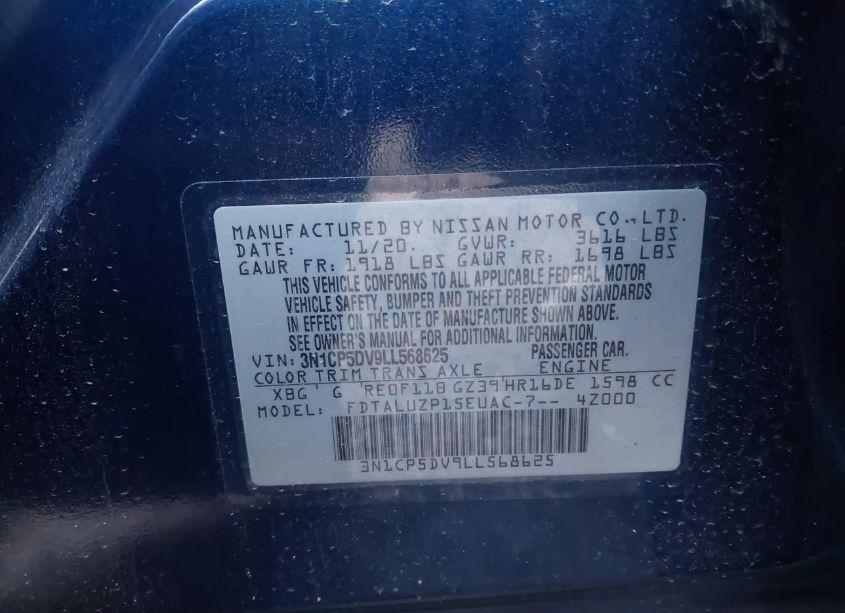 MANUFACTURED BY NISSAN MOTOR CO.,LTD.
DATE: 11/20 GVWR: 3616 LBS
GAWR FR: 1918 LBS GAWR RR: 1698 LBS
THIS VEHICLE CONFORMS TO ALL APPLICABLE FEDERAL MOTOR
VEHICLE SAFETY, BUMPER AND THEFT PREVENTION STANDARDS
IN EFFECT ON THE DATE OF MANUFACTURE SHOWN ABOVE.
SEE OWNER'S MANUAL FOR ADDITIONAL INFORMATION.
VIN: 3N1CP5DV9LL568625 PASSENGER CAR.
COLOR TRIM TRANS AXLE ENGINE
XBG G RE0F11B GZ39 HR16DE 1598 CC
MODEL: FDTALUZP15EUAC-7-- 4Z000
3N1CP5DV9LL568625